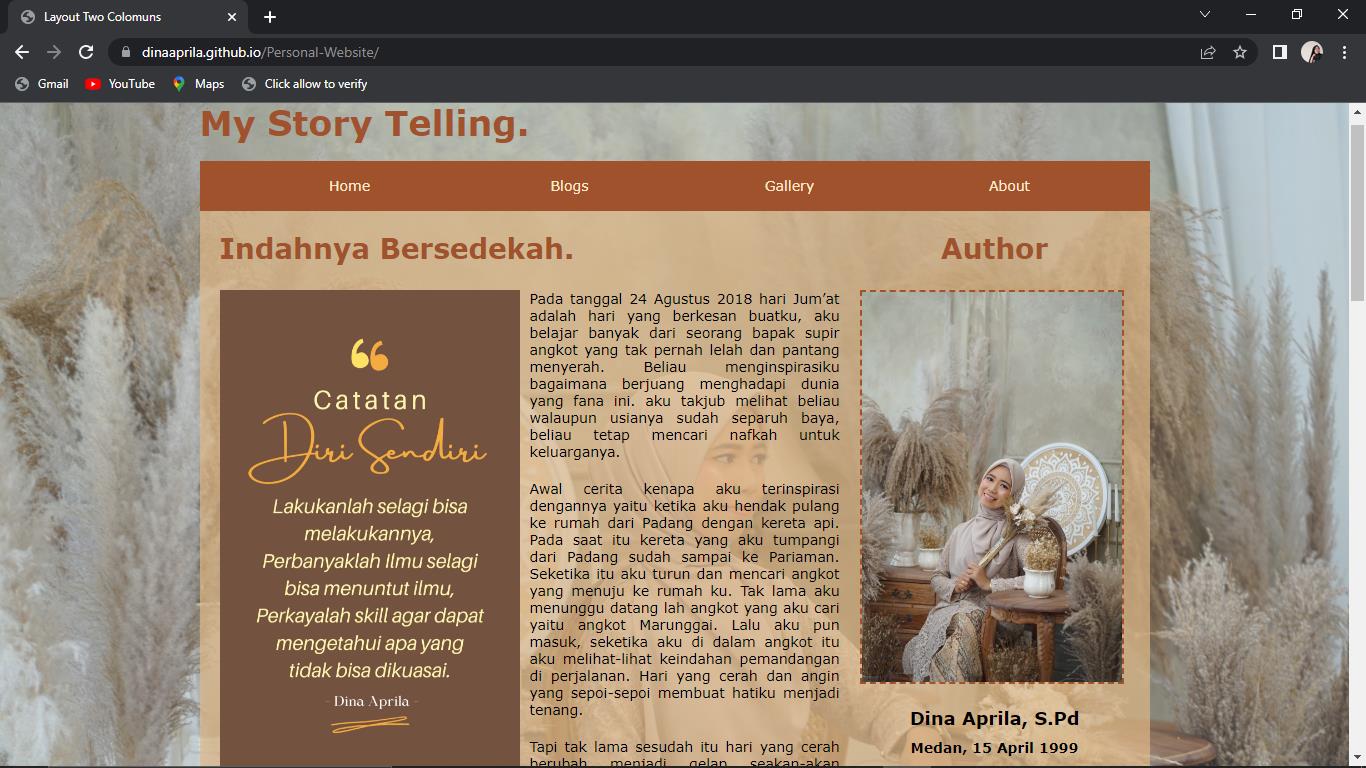 Layout Two Colomuns
dinaaprila.github.io/Personal-Website/
Gmail
YouTube
Maps
Click allow to verify
My Story Telling.
Home
Blogs
Gallery
About
Indahnya Bersedekah.
Catatan
Diri Sendiri
Lakukanlah selagi bisa
melakukannya,
Perbanyaklah Ilmu selagi
bisa menuntut ilmu,
Perkayalah skill agar dapat
mengetahui apa yang
tidak bisa dikuasai.
- Dina Aprila -
Pada tanggal 24 Agustus 2018 hari Jum’at
adalah hari yang berkesan buatku, aku
belajar banyak dari seorang bapak supir
angkot yang tak pernah lelah dan pantang
menyerah. Beliau menginspirasiku
bagaimana berjuang menghadapi dunia
yang fana ini. aku takjub melihat beliau
walaupun usianya sudah separuh baya,
beliau tetap mencari nafkah untuk
keluarganya.
Awal cerita kenapa aku terinspirasi
dengannya yaitu ketika aku hendak pulang
ke rumah dari Padang dengan kereta api.
Pada saat itu kereta yang aku tumpangi
dari Padang sudah sampai ke Pariaman.
Seketika itu aku turun dan mencari angkot
yang menuju ke rumah ku. Tak lama aku
menunggu datang lah angkot yang aku cari
yaitu angkot Marunggai. Lalu aku pun
masuk, seketika aku di dalam angkot itu
aku melihat-lihat keindahan pemandangan
di perjalanan. Hari yang cerah dan angin
yang sepoi-sepoi membuat hatiku menjadi
tenang.
Tapi tak lama sesudah itu hari yang cerah
berubah menjadi gelap seakan-akan
Author
Dina Aprila, S.Pd
Medan, 15 April 1999